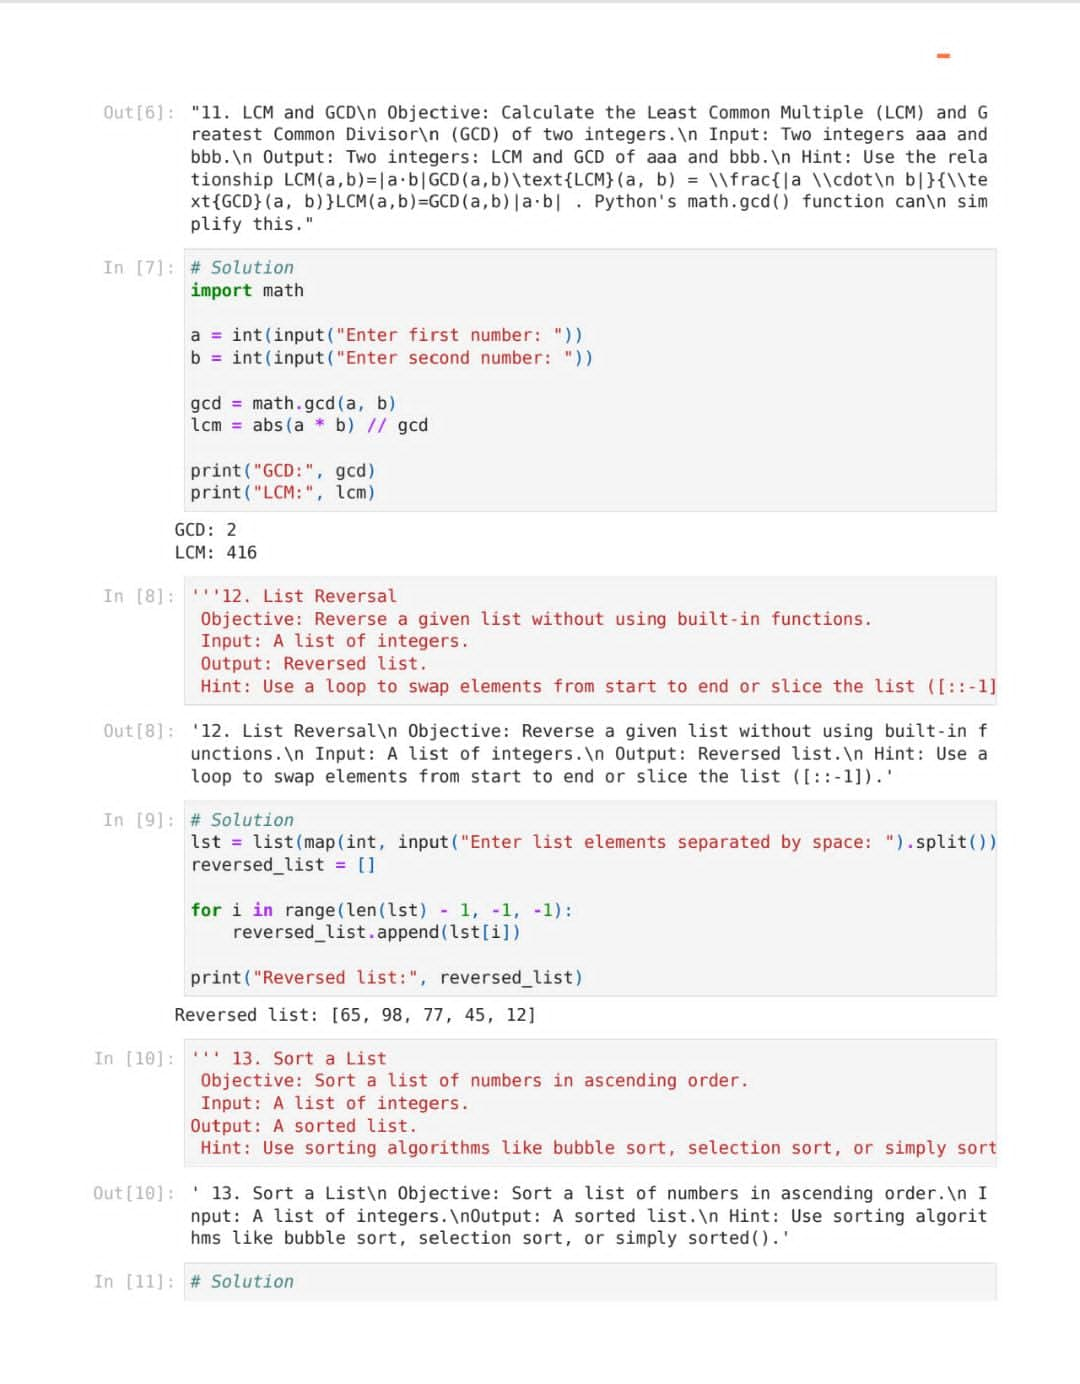 Out[6]: "11. LCM and GCD\n Objective: Calculate the Least Common Multiple (LCM) and G
reatest Common Divisor\n (GCD) of two integers.\n Input: Two integers aaa and
bbb.\n Output: Two integers: LCM and GCD of aaa and bbb.\n Hint: Use the rela
tionship LCM(a,b)=|a⋅b|GCD(a,b)\text{LCM}(a, b) = \\frac{|a \\cdot\n b|}{\\te
xt{GCD}(a, b)}LCM(a,b)=GCD(a,b)|a⋅b| . Python's math.gcd() function can\n sim
plify this."
In [7]: # Solution
import math
a = int(input("Enter first number: "))
b = int(input("Enter second number: "))
gcd = math.gcd(a, b)
lcm = abs(a * b) // gcd
print("GCD:", gcd)
print("LCM:", lcm)
GCD: 2
LCM: 416
In [8]: '''12. List Reversal
Objective: Reverse a given list without using built-in functions.
Input: A list of integers.
Output: Reversed list.
Hint: Use a loop to swap elements from start to end or slice the list ([::-1]
Out[8]: '12. List Reversal\n Objective: Reverse a given list without using built-in f
unctions.\n Input: A list of integers.\n Output: Reversed list.\n Hint: Use a
loop to swap elements from start to end or slice the list ([::-1]).'
In [9]: # Solution
lst = list(map(int, input("Enter list elements separated by space: ").split())
reversed_list = []
for i in range(len(lst) - 1, -1, -1):
    reversed_list.append(lst[i])
print("Reversed list:", reversed_list)
Reversed list: [65, 98, 77, 45, 12]
In [10]: ''' 13. Sort a List
Objective: Sort a list of numbers in ascending order.
Input: A list of integers.
Output: A sorted list.
Hint: Use sorting algorithms like bubble sort, selection sort, or simply sort
Out[10]: ' 13. Sort a List\n Objective: Sort a list of numbers in ascending order.\n I
nput: A list of integers.\nOutput: A sorted list.\n Hint: Use sorting algorit
hms like bubble sort, selection sort, or simply sorted().'
In [11]: # Solution